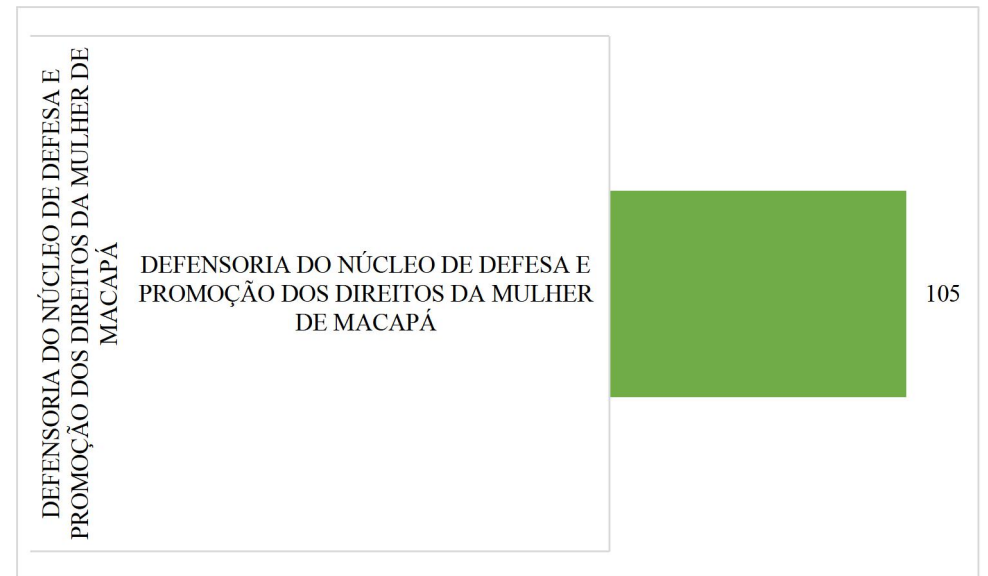 DEFENSORIA DO NÚCLEO DE DEFESA E
PROMOÇÃO DOS DIREITOS DA MULHER DE
MACAPÁ
DEFENSORIA DO NÚCLEO DE DEFESA E
PROMOÇÃO DOS DIREITOS DA MULHER
DE MACAPÁ
105